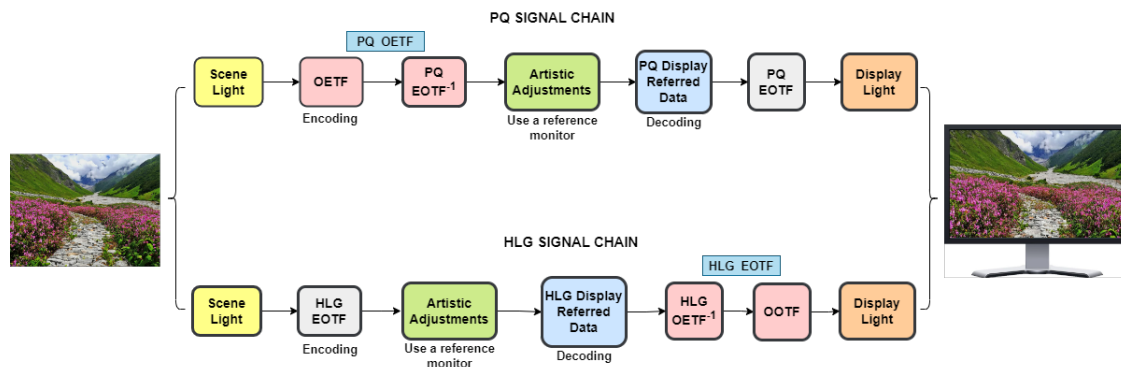 PQ SIGNAL CHAIN
PQ OETF
Scene
Light
OETF
PQ
EOTF-1
Artistic
Adjustments
PQ Display
Referred
Data
PQ
EOTF
Display
Light
Encoding
Use a reference
monitor
Decoding
HLG SIGNAL CHAIN
HLG EOTF
Scene
Light
HLG
EOTF
Artistic
Adjustments
HLG Display
Referred
Data
HLG
OETF-1
OOTF
Display
Light
Encoding
Use a reference
monitor
Decoding